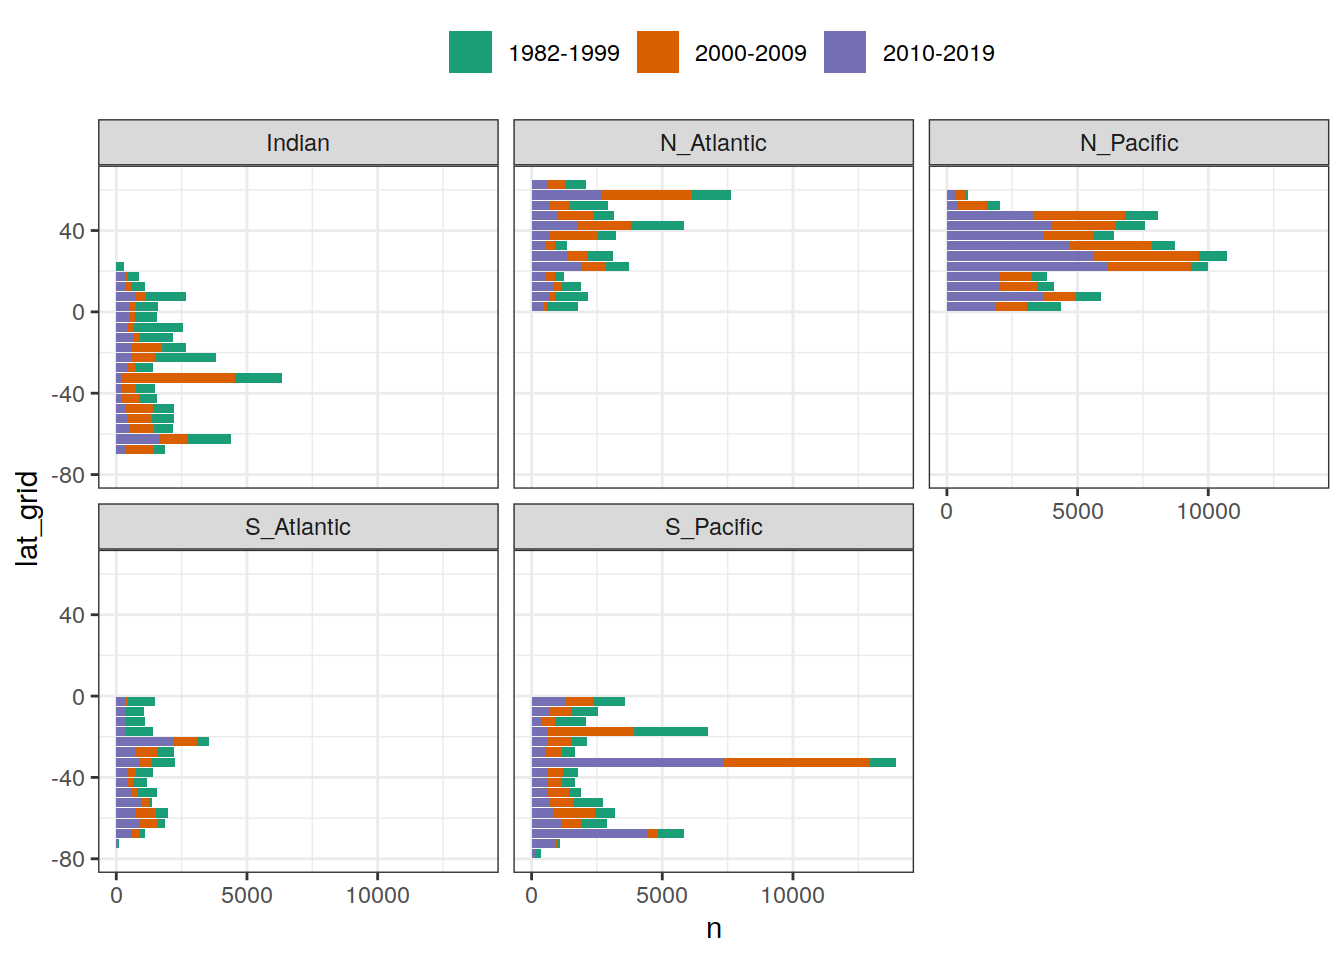 1982-1999 2000-2009 2010-2019
Indian N_Atlantic N_Pacific
40
0
-40
-80
0 5000 10000
S_Atlantic S_Pacific
lat_grid
40
0
-40
-80
0 5000 10000 0 5000 10000
n